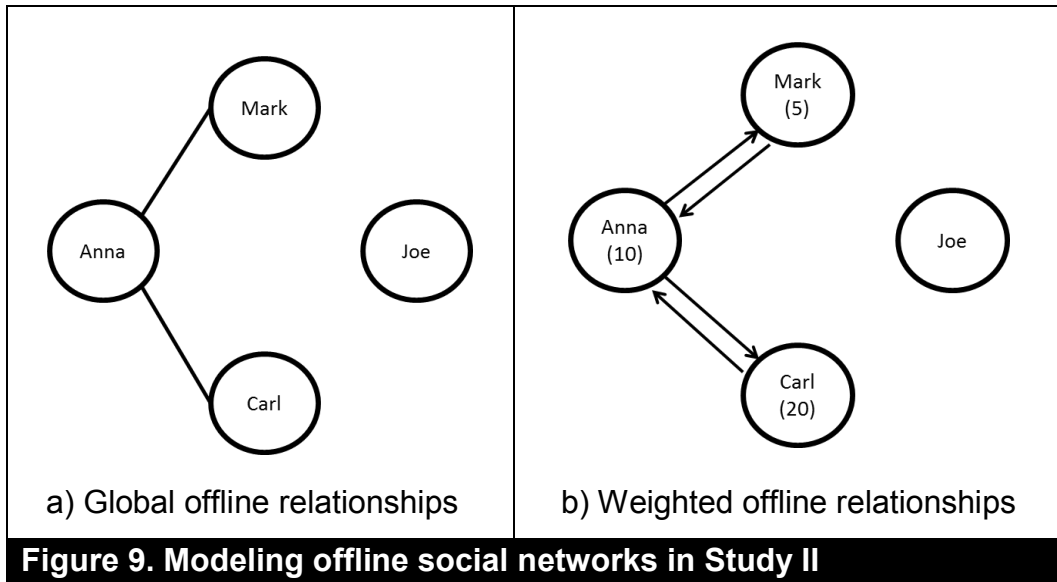 Mark
Anna
Joe
Carl
a) Global offline relationships
Mark
(5)
Anna
(10)
Joe
Carl
(20)
b) Weighted offline relationships
Figure 9. Modeling offline social networks in Study II